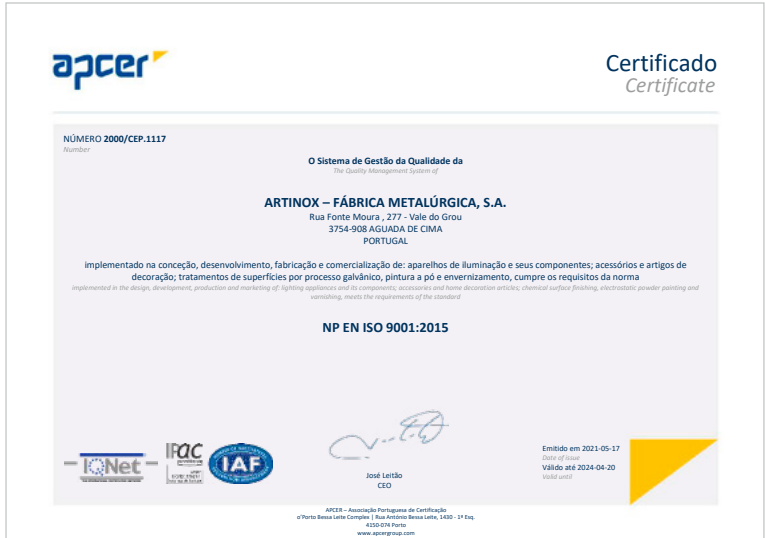 apcer
Certificado
Certificate
NÚMERO 2000/CEP.1117
Number
O Sistema de Gestão da Qualidade da
The Quality Management System of
ARTINOX – FÁBRICA METALÚRGICA, S.A.
Rua Fonte Moura , 277 - Vale do Grou
3754-908 AGUADA DE CIMA
PORTUGAL
implementado na conceção, desenvolvimento, fabricação e comercialização de: aparelhos de iluminação e seus componentes; acessórios e artigos de
decoração; tratamentos de superfícies por processo galvânico, pintura a pó e envernizamento, cumpre os requisitos da norma
implemented in the design, development, production and marketing of: lighting appliances and its components; accessories and home decoration articles; chemical surface finishing, electrostatic powder painting and
varnishing, meets the requirements of the standard
NP EN ISO 9001:2015
IQNet
IPAC
IAF
José Leitão
CEO
Emitido em 2021-05-17
Date of issue
Válido até 2024-04-20
Valid until
APCER – Associação Portuguesa de Certificação
o'Porto Bessa Leite Complex | Rua António Bessa Leite, 1430 - 1º Esq.
4150-074 Porto
www.apcergroup.com